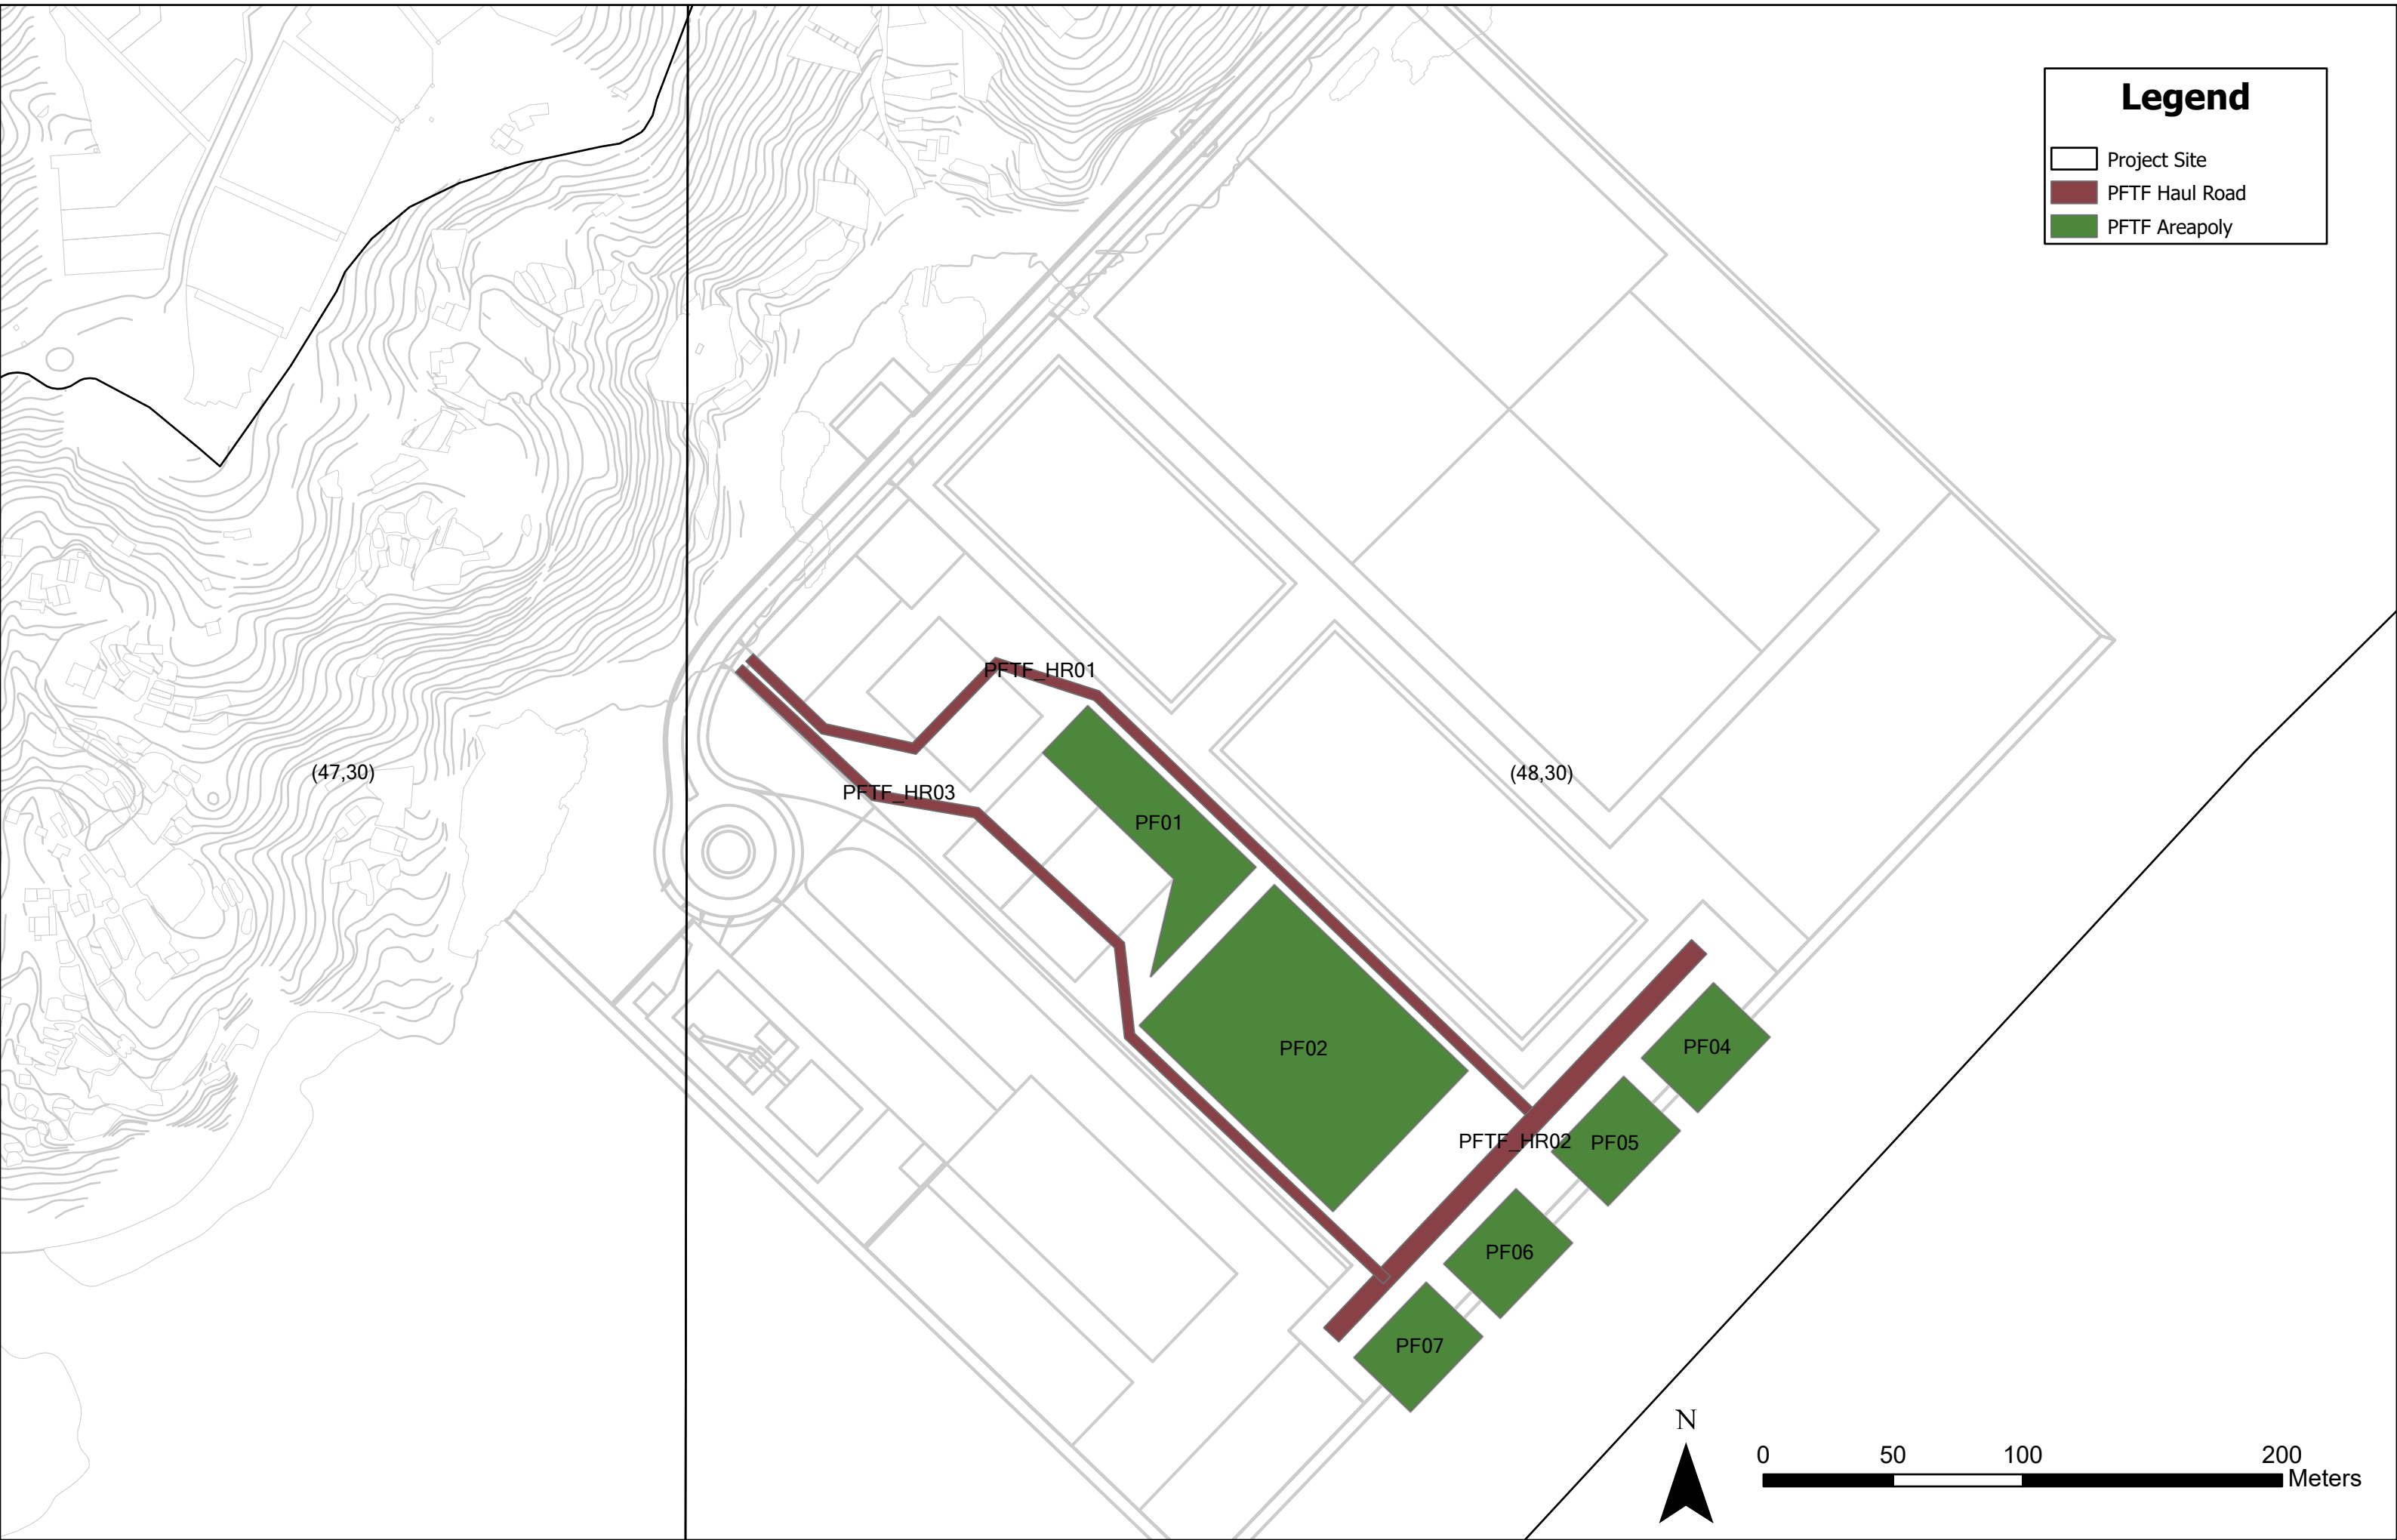 Legend
Project Site
PFTF Haul Road
PFTF Areapoly
PFTF_HR01
(47,30)
(48,30)
PFTF_HR03
PF01
PF02
PF04
PFTF_HR02
PF05
PF06
PF07
N
0 50 100 200
Meters